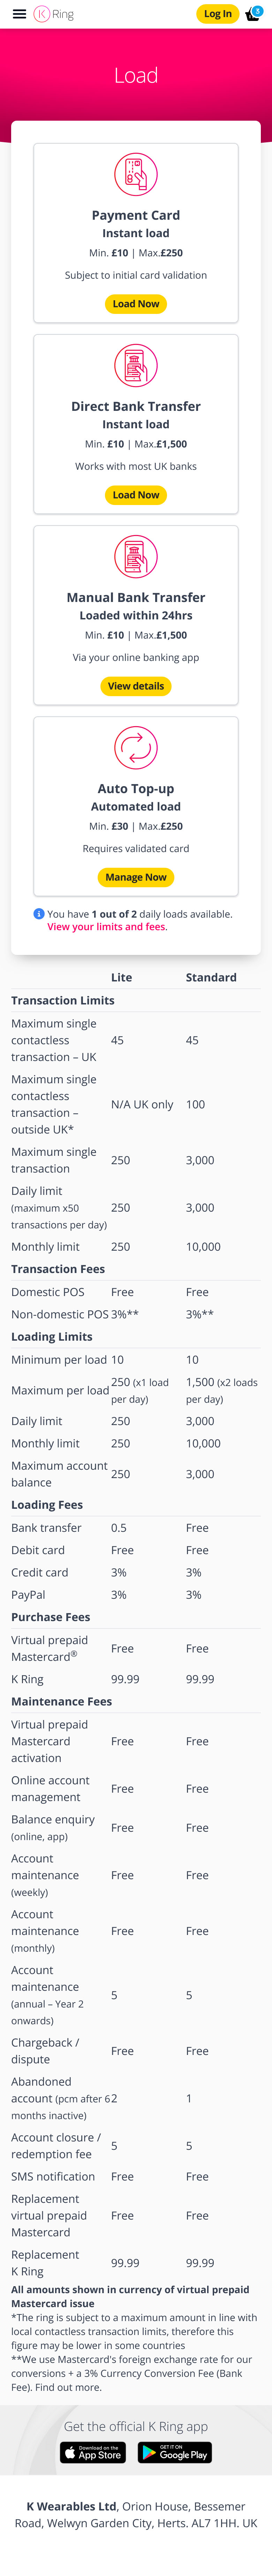 K Ring
Log In
3
Load
Payment Card
Instant load
Min. £10 | Max.£250
Subject to initial card validation
Load Now
Direct Bank Transfer
Instant load
Min. £10 | Max.£1,500
Works with most UK banks
Load Now
Manual Bank Transfer
Loaded within 24hrs
Min. £10 | Max.£1,500
Via your online banking app
View details
Auto Top-up
Automated load
Min. £30 | Max.£250
Requires validated card
Manage Now
You have 1 out of 2 daily loads available.
View your limits and fees.
Lite Standard
Transaction Limits
Maximum single
contactless
transaction – UK
45 45
Maximum single
contactless
transaction –
outside UK*
N/A UK only 100
Maximum single
transaction
250 3,000
Daily limit
(maximum x50
transactions per day)
250 3,000
Monthly limit 250 10,000
Transaction Fees
Domestic POS Free Free
Non-domestic POS 3%** 3%**
Loading Limits
Minimum per load 10 10
Maximum per load
250 (x1 load
per day)
1,500 (x2 loads
per day)
Daily limit 250 3,000
Monthly limit 250 10,000
Maximum account
balance
250 3,000
Loading Fees
Bank transfer 0.5 Free
Debit card Free Free
Credit card 3% 3%
PayPal 3% 3%
Purchase Fees
Virtual prepaid
Mastercard®
Free Free
K Ring 99.99 99.99
Maintenance Fees
Virtual prepaid
Mastercard
activation
Free Free
Online account
management
Free Free
Balance enquiry
(online, app)
Free Free
Account
maintenance
(weekly)
Free Free
Account
maintenance
(monthly)
Free Free
Account
maintenance
(annual – Year 2
onwards)
5 5
Chargeback /
dispute
Free Free
Abandoned
account (pcm after 6
months inactive)
2 1
Account closure /
redemption fee
5 5
SMS notification Free Free
Replacement
virtual prepaid
Mastercard
Free Free
Replacement
K Ring
99.99 99.99
All amounts shown in currency of virtual prepaid
Mastercard issue
*The ring is subject to a maximum amount in line with
local contactless transaction limits, therefore this
figure may be lower in some countries
**We use Mastercard's foreign exchange rate for our
conversions + a 3% Currency Conversion Fee (Bank
Fee). Find out more.
Get the official K Ring app
Download on the
App Store
GET IT ON
Google Play
K Wearables Ltd, Orion House, Bessemer
Road, Welwyn Garden City, Herts. AL7 1HH. UK